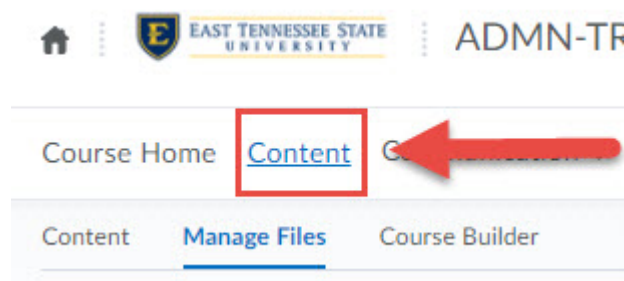 EAST TENNESSEE STATE
UNIVERSITY
ADMN-TR
Course Home Content
Content Manage Files Course Builder